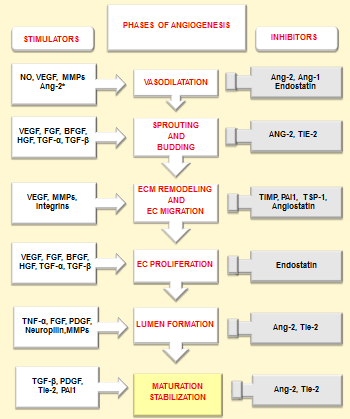 PHASES OF ANGIOGENESIS
STIMULATORS
INHIBITORS
NO, VEGF, MMPs
Ang-2*
VASODILATATION
Ang-2, Ang-1
Endostatin
VEGF, FGF, BFGF,
HGF, TGF-α, TGF-β
SPROUTING
AND
BUDDING
ANG-2, TIE-2
VEGF, MMPs,
Integrins
ECM REMODELING
AND
EC MIGRATION
TIMP, PAI1, TSP-1,
Angiostatin
VEGF, FGF, BFGF,
HGF, TGF-α, TGF-β
EC PROLIFERATION
Endostatin
TNF-α, FGF, PDGF,
Neuropilin,MMPs
LUMEN FORMATION
Ang-2, Tie-2
TGF-β, PDGF,
Tie-2, PAI1
MATURATION
STABILIZATION
Ang-2, Tie-2